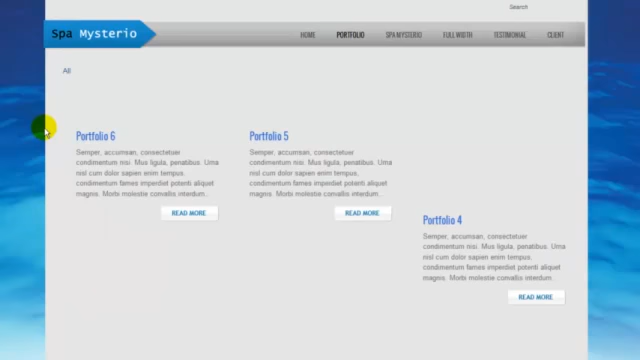 Search
Spa Mysterio
HOME PORTFOLIO SPA MYSTERIO FULL WIDTH TESTIMONIAL CLIENT
All
Portfolio 6
Semper, accumsan, consectetuer
condimentum nisi. Mus ligula, penatibus. Urna
nisl cum dolor sapien enim tempus.
condimentum fames imperdiet potenti aliquet
magnis. Morbi molestie convallis interdum.
READ MORE
Portfolio 5
Semper, accumsan, consectetuer
condimentum nisi. Mus ligula, penatibus. Urna
nisl cum dolor sapien enim tempus.
condimentum fames imperdiet potenti aliquet
magnis. Morbi molestie convallis interdum.
READ MORE
Portfolio 4
Semper, accumsan, consectetuer
condimentum nisi. Mus ligula, penatibus. Urna
nisl cum dolor sapien enim tempus.
condimentum fames imperdiet potenti aliquet
magnis. Morbi molestie convallis interdum.
READ MORE